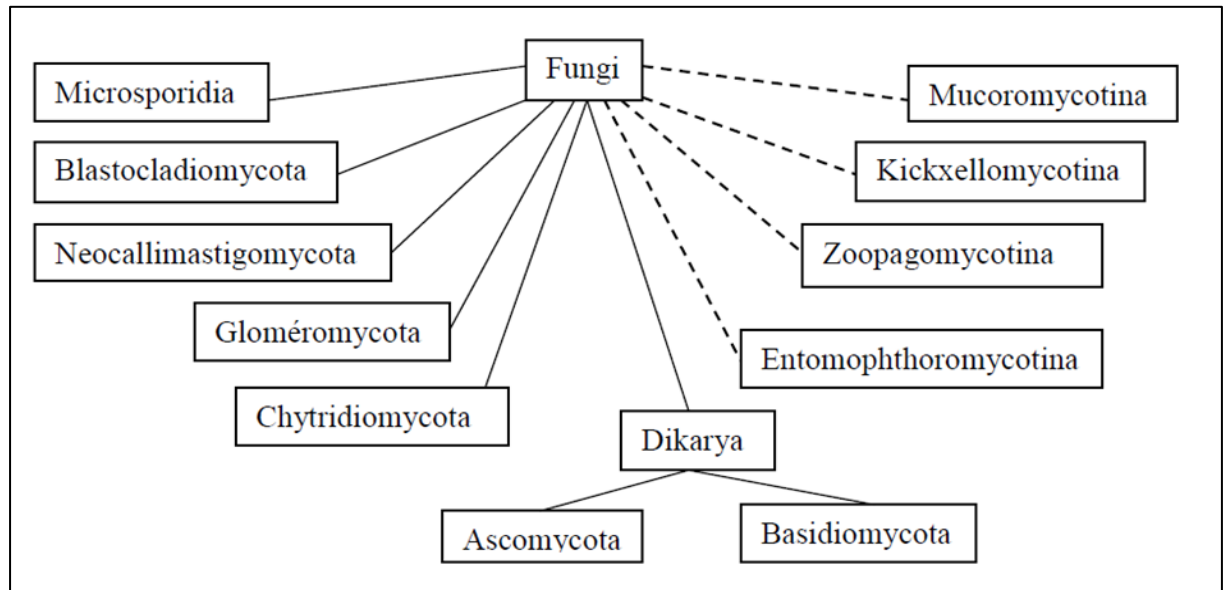 Fungi
Microsporidia
Mucoromycotina
Blastocladiomycota
Kickxellomycotina
Neocallimastigomycota
Zoopagomycotina
Gloméromycota
Entomophthoromycotina
Chytridiomycota
Dikarya
Ascomycota
Basidiomycota